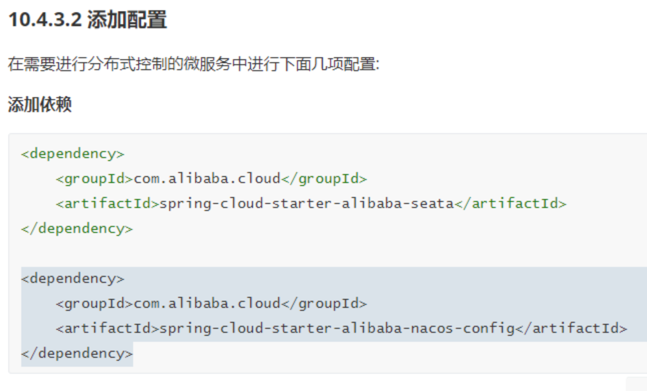 10.4.3.2 添加配置
在需要进行分布式控制的微服务中进行下面几项配置:
添加依赖
<dependency>
    <groupId>com.alibaba.cloud</groupId>
    <artifactId>spring-cloud-starter-alibaba-seata</artifactId>
</dependency>
<dependency>
    <groupId>com.alibaba.cloud</groupId>
    <artifactId>spring-cloud-starter-alibaba-nacos-config</artifactId>
</dependency>